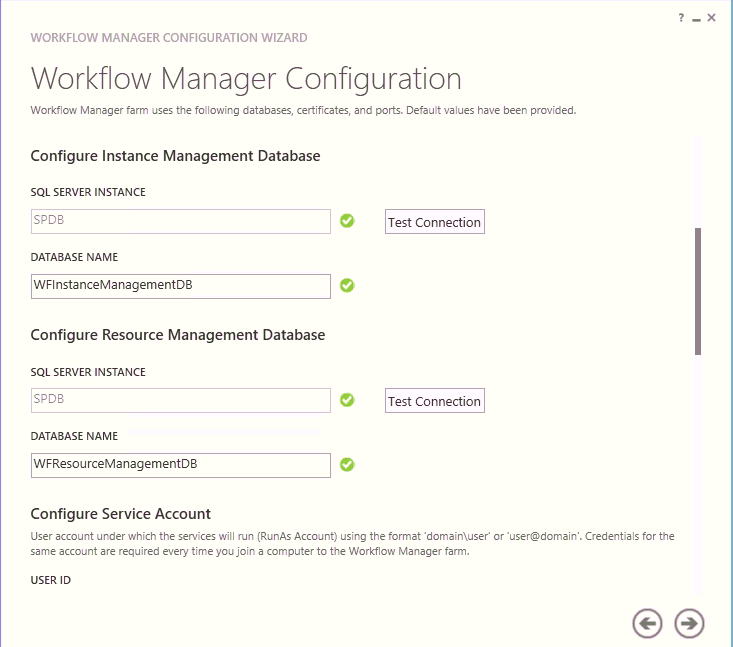 ?
WORKFLOW MANAGER CONFIGURATION WIZARD
Workflow Manager Configuration
Workflow Manager farm uses the following databases, certificates, and ports. Default values have been provided.
Configure Instance Management Database
SQL SERVER INSTANCE
SPDB
Test Connection
DATABASE NAME
WFInstanceManagementDB
Configure Resource Management Database
SQL SERVER INSTANCE
SPDB
Test Connection
DATABASE NAME
WFResourceManagementDB
Configure Service Account
User account under which the services will run (RunAs Account) using the format 'domain\user' or 'user@domain'. Credentials for the
same account are required every time you join a computer to the Workflow Manager farm.
USER ID